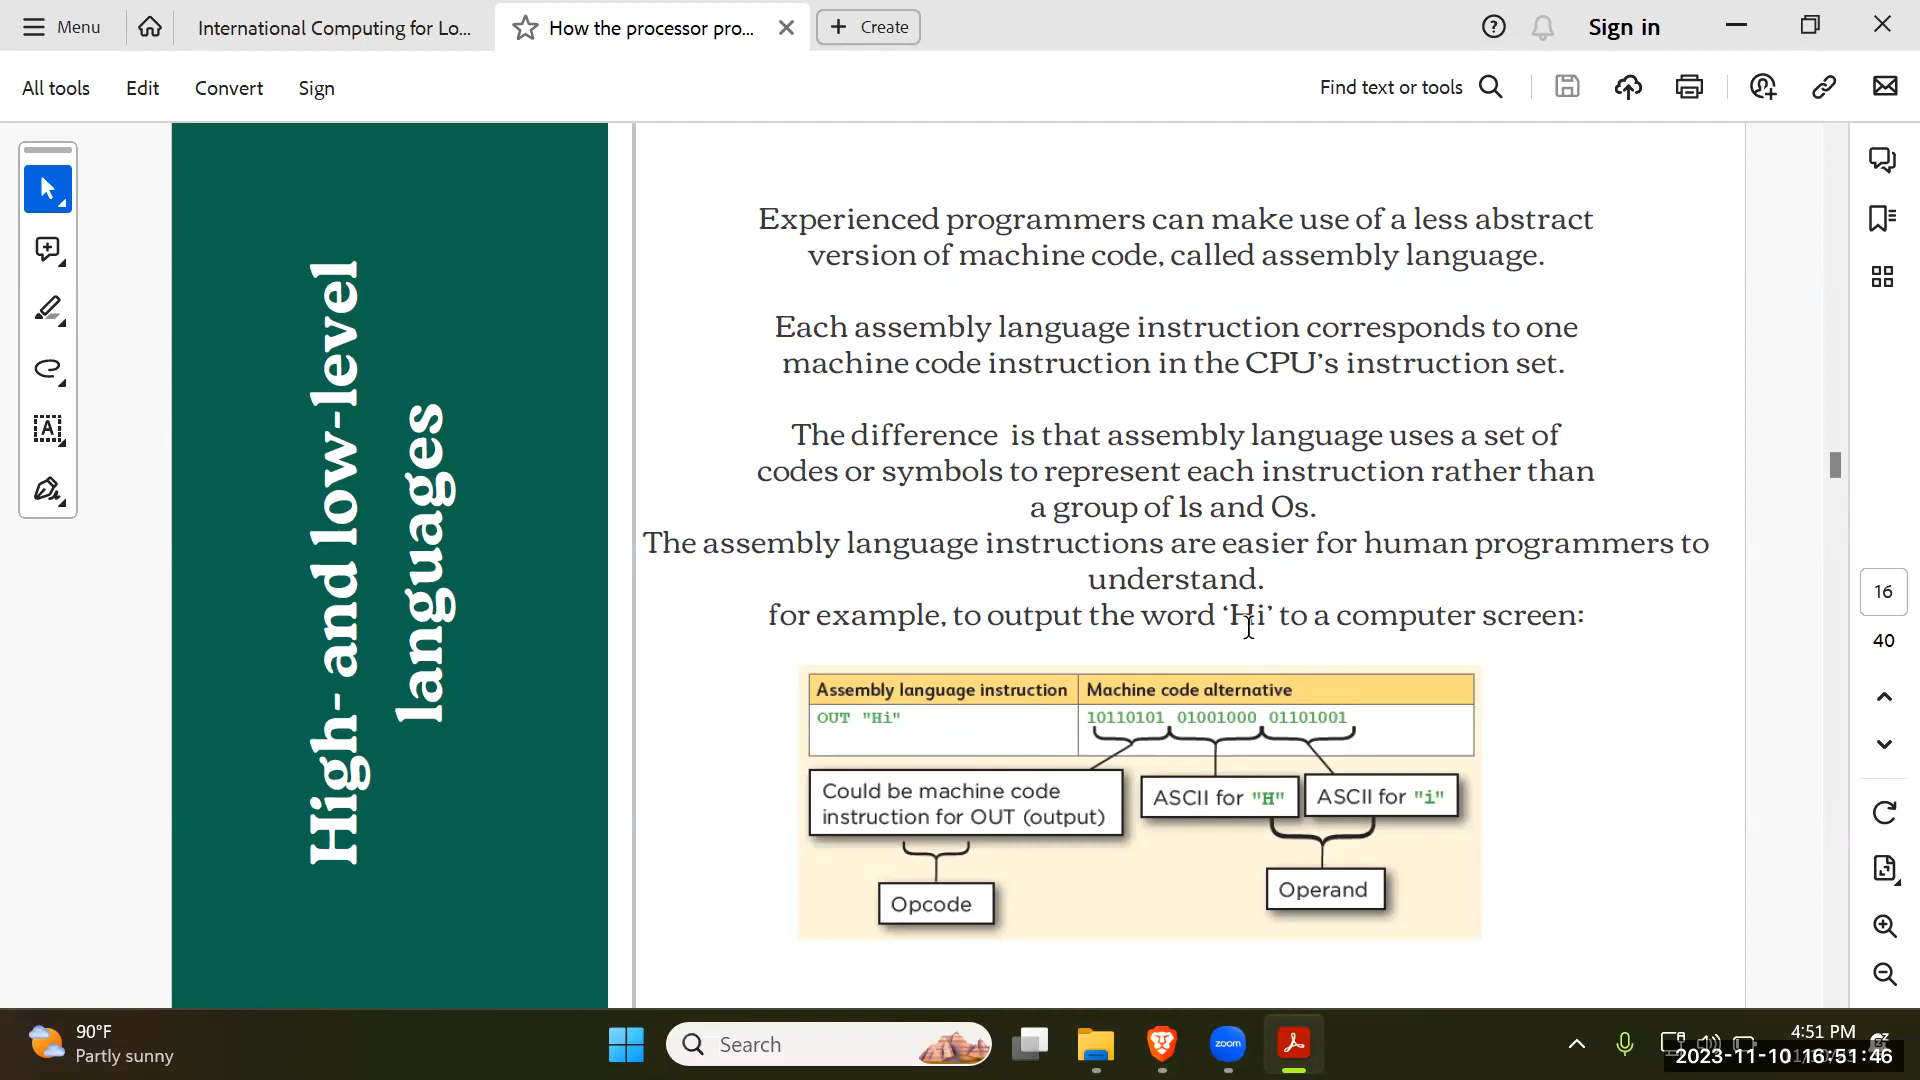 Menu
International Computing for Lo...
How the processor pro...
Create
Sign in
All tools
Edit
Convert
Sign
Find text or tools
High- and low-level
languages
Experienced programmers can make use of a less abstract
version of machine code, called assembly language.
Each assembly language instruction corresponds to one
machine code instruction in the CPU's instruction set.
The difference is that assembly language uses a set of
codes or symbols to represent each instruction rather than
a group of 1s and 0s.
The assembly language instructions are easier for human programmers to
understand.
for example, to output the word ‘Hi’ to a computer screen:
Assembly language instruction
Machine code alternative
OUT "Hi"
10110101 01001000 01101001
Could be machine code
instruction for OUT (output)
ASCII for "H"
ASCII for "i"
Opcode
Operand
16
40
90°F
Partly sunny
Search
zoom
4:51 PM
2023-11-10 16:51:46